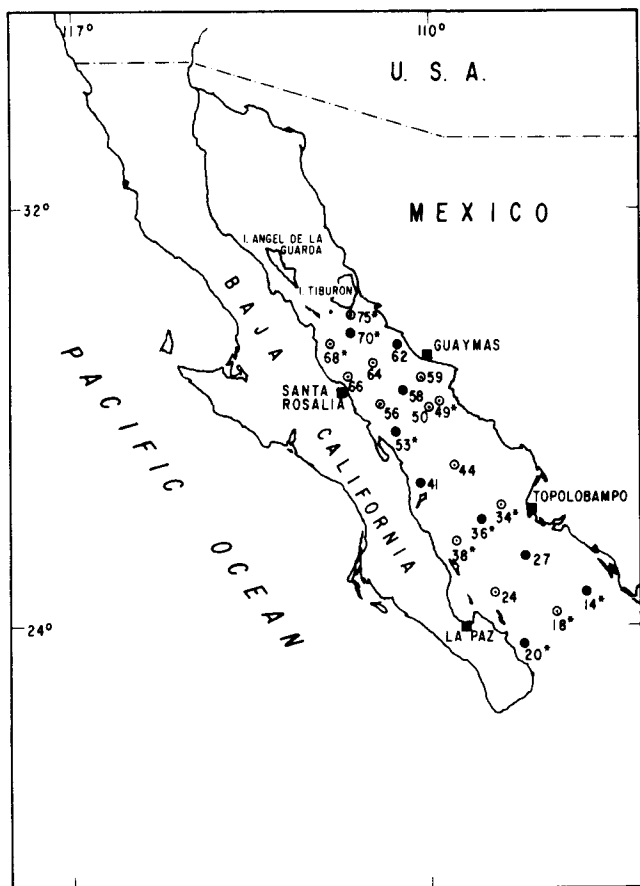 117°
110°
U. S. A.
32°
MEXICO
I. ANGEL DE LA
GUARDA
I. TIBURON
75*
70*
68*
62
GUAYMAS
64
59
66
SANTA
ROSALIA
58
56
50
49*
53*
44
41
TOPOLOBAMPO
34*
36*
38*
27
24
14*
18*
24°
LA PAZ
20*
BAJA
CALIFORNIA
PACIFIC
OCEAN